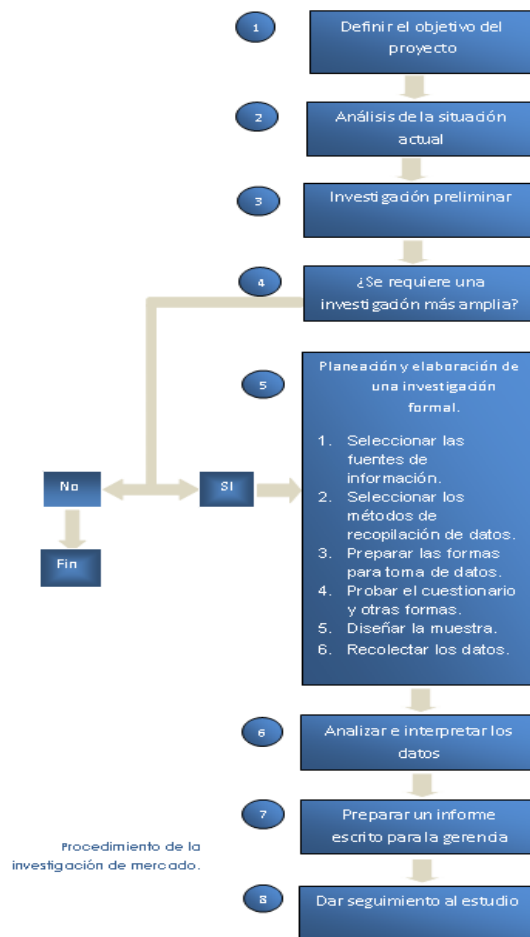 1
Definir el objetivo del
proyecto
2
Análisis de la situación
actual
3
Investigación preliminar
4
¿Se requiere una
investigación más amplia?
5
Planeación y elaboración de
una investigación
formal.
1. Seleccionar las
fuentes de
información.
2. Seleccionar los
métodos de
recopilación de datos.
3. Preparar las formas
para toma de datos.
4. Probar el cuestionario
y otras formas.
5. Diseñar la muestra.
6. Recolectar los datos.
No
SI
Fin
6
Analizar e interpretar los
datos
7
Preparar un informe
escrito para la gerencia
Procedimiento de la
investigación de mercado.
8
Dar seguimiento al estudio